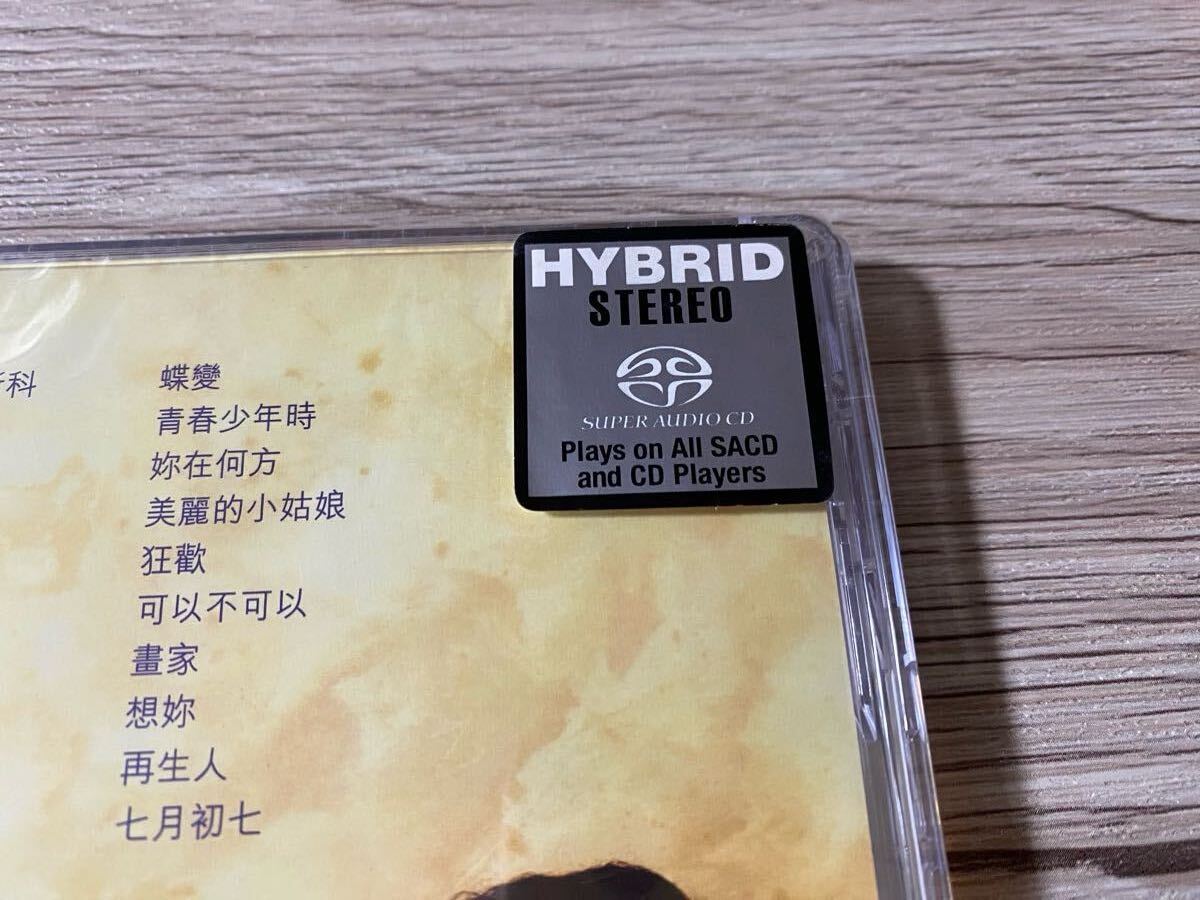 HYBRID
STEREO
SUPER AUDIO CD
Plays on All SACD
and CD Players
科
蝶變
青春少年時
妳在何方
美麗的小姑娘
狂歡
可以不可以
畫家
想妳
再生人
七月初七